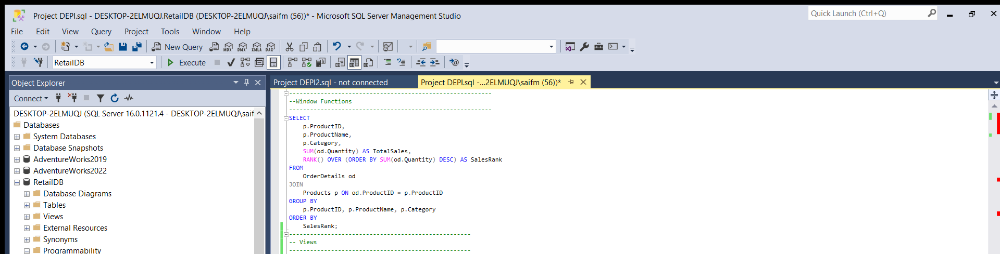 Project DEPI.sql - DESKTOP-2ELMUQJ.RetailDB (DESKTOP-2ELMUQJ\saifm (56))* - Microsoft SQL Server Management Studio
Quick Launch (Ctrl+Q)
File Edit View Query Project Tools Window Help
New Query
MDX DMX XMLA DAX
RetailDB
Execute
Object Explorer
Connect
DESKTOP-2ELMUQJ (SQL Server 16.0.1121.4 - DESKTOP-2ELMUQJ\saif
Databases
System Databases
Database Snapshots
AdventureWorks2019
AdventureWorks2022
RetailDB
Database Diagrams
Tables
Views
External Resources
Synonyms
Programmability
Project DEPI2.sql - not connected
Project DEPI.sql -...2ELMUQJ\saifm (56))*
----------------------------------------------------------
--Window Functions
----------------------------------------------------------
SELECT
p.ProductID,
p.ProductName,
p.Category,
SUM(od.Quantity) AS TotalSales,
RANK() OVER (ORDER BY SUM(od.Quantity) DESC) AS SalesRank
FROM
OrderDetails od
JOIN
Products p ON od.ProductID = p.ProductID
GROUP BY
p.ProductID, p.ProductName, p.Category
ORDER BY
SalesRank;
----------------------------------------------------
-- Views
----------------------------------------------------